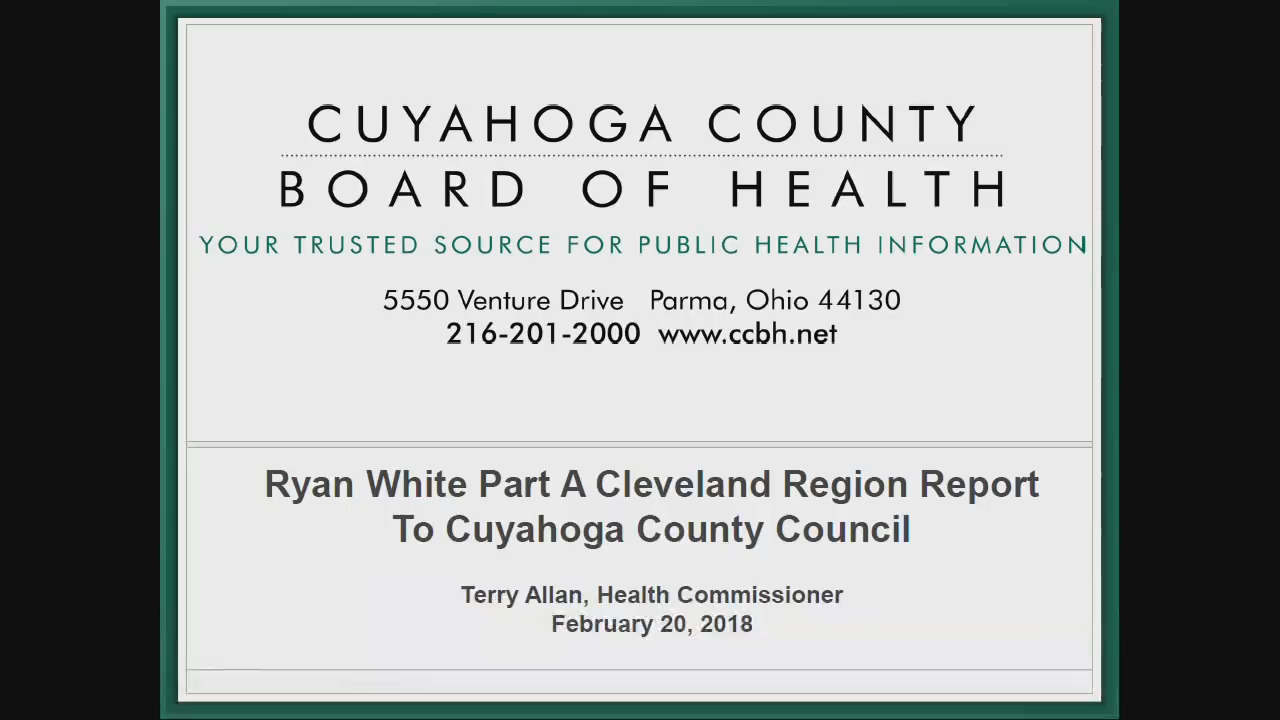 CUYAHOGA COUNTY
BOARD OF HEALTH
YOUR TRUSTED SOURCE FOR PUBLIC HEALTH INFORMATION
5550 Venture Drive Parma, Ohio 44130
216-201-2000 www.ccbh.net
Ryan White Part A Cleveland Region Report
To Cuyahoga County Council
Terry Allan, Health Commissioner
February 20, 2018